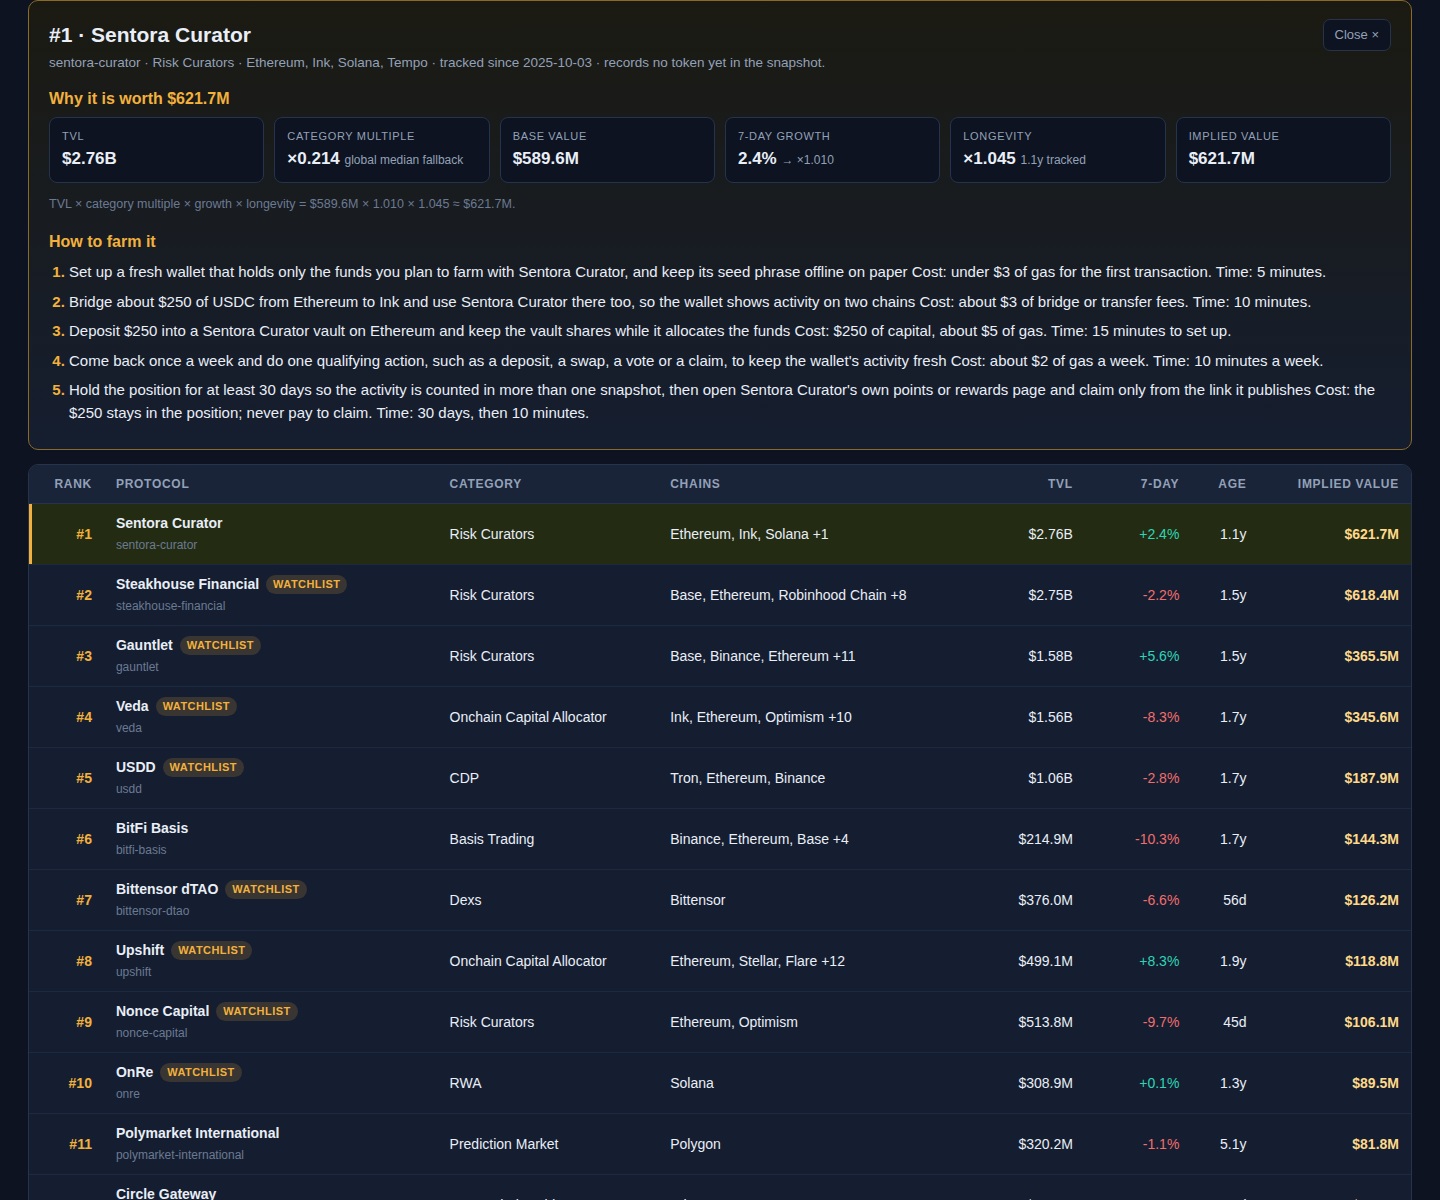 #1 · Sentora Curator
Close ×
sentora-curator · Risk Curators · Ethereum, Ink, Solana, Tempo · tracked since 2025-10-03 · records no token yet in the snapshot.
Why it is worth $621.7M
TVL
$2.76B
CATEGORY MULTIPLE
×0.214 global median fallback
BASE VALUE
$589.6M
7-DAY GROWTH
2.4% → ×1.010
LONGEVITY
×1.045 1.1y tracked
IMPLIED VALUE
$621.7M
TVL × category multiple × growth × longevity = $589.6M × 1.010 × 1.045 ≈ $621.7M.
How to farm it
1. Set up a fresh wallet that holds only the funds you plan to farm with Sentora Curator, and keep its seed phrase offline on paper Cost: under $3 of gas for the first transaction. Time: 5 minutes.
2. Bridge about $250 of USDC from Ethereum to Ink and use Sentora Curator there too, so the wallet shows activity on two chains Cost: about $3 of bridge or transfer fees. Time: 10 minutes.
3. Deposit $250 into a Sentora Curator vault on Ethereum and keep the vault shares while it allocates the funds Cost: $250 of capital, about $5 of gas. Time: 15 minutes to set up.
4. Come back once a week and do one qualifying action, such as a deposit, a swap, a vote or a claim, to keep the wallet's activity fresh Cost: about $2 of gas a week. Time: 10 minutes a week.
5. Hold the position for at least 30 days so the activity is counted in more than one snapshot, then open Sentora Curator's own points or rewards page and claim only from the link it publishes Cost: the
$250 stays in the position; never pay to claim. Time: 30 days, then 10 minutes.
RANK PROTOCOL CATEGORY CHAINS TVL 7-DAY AGE IMPLIED VALUE
#1 Sentora Curator Risk Curators Ethereum, Ink, Solana +1 $2.76B +2.4% 1.1y $621.7M
sentora-curator
#2 Steakhouse Financial WATCHLIST Risk Curators Base, Ethereum, Robinhood Chain +8 $2.75B -2.2% 1.5y $618.4M
steakhouse-financial
#3 Gauntlet WATCHLIST Risk Curators Base, Binance, Ethereum +11 $1.58B +5.6% 1.5y $365.5M
gauntlet
#4 Veda WATCHLIST Onchain Capital Allocator Ink, Ethereum, Optimism +10 $1.56B -8.3% 1.7y $345.6M
veda
#5 USDD WATCHLIST CDP Tron, Ethereum, Binance $1.06B -2.8% 1.7y $187.9M
usdd
#6 BitFi Basis Basis Trading Binance, Ethereum, Base +4 $214.9M -10.3% 1.7y $144.3M
bitfi-basis
#7 Bittensor dTAO WATCHLIST Dexs Bittensor $376.0M -6.6% 56d $126.2M
bittensor-dtao
#8 Upshift WATCHLIST Onchain Capital Allocator Ethereum, Stellar, Flare +12 $499.1M +8.3% 1.9y $118.8M
upshift
#9 Nonce Capital WATCHLIST Risk Curators Ethereum, Optimism $513.8M -9.7% 45d $106.1M
nonce-capital
#10 OnRe WATCHLIST RWA Solana $308.9M +0.1% 1.3y $89.5M
onre
#11 Polymarket International Prediction Market Polygon $320.2M -1.1% 5.1y $81.8M
polymarket-international
Circle Gateway